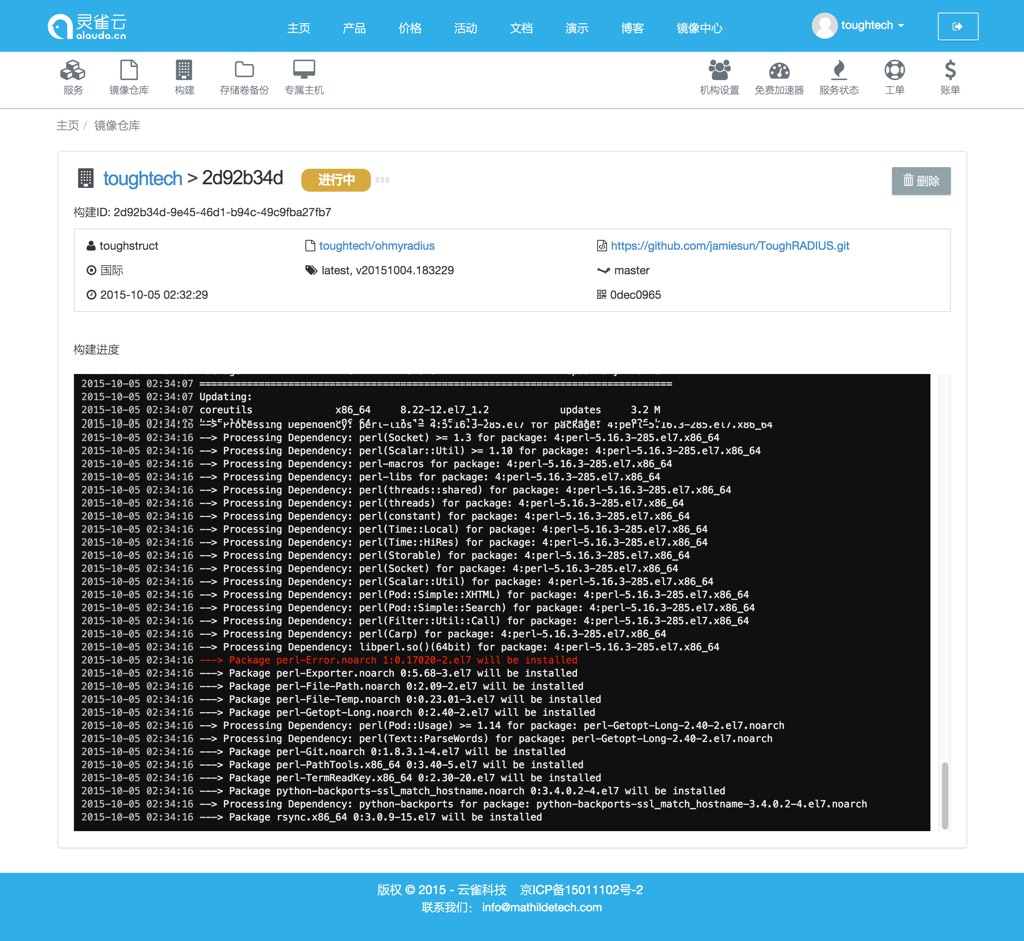 灵雀云
alauda.cn
主页 产品 价格 活动 文档 演示 博客 镜像中心 toughtech
服务 镜像仓库 构建 存储卷备份 专属主机 机构设置 免费加速器 服务状态 工单 账单
主页 / 镜像仓库
toughtech > 2d92b34d 进行中 删除
构建ID: 2d92b34d-9e45-46d1-b94c-49c9fba27fb7
toughstruct toughtech/ohmyradius https://github.com/jamiesun/ToughRADIUS.git
国际 latest, v20151004.183229 master
2015-10-05 02:32:29 0dec0965
构建进度
2015-10-05 02:34:07 ================================================================================
2015-10-05 02:34:07 Updating:
2015-10-05 02:34:07 coreutils x86_64 8.22-12.el7_1.2 updates 3.2 M
2015-10-05 02:34:16 --> Processing Dependency: perl(Socket) >= 1.3 for package: 4:perl-5.16.3-285.el7.x86_64
2015-10-05 02:34:16 --> Processing Dependency: perl(Scalar::Util) >= 1.10 for package: 4:perl-5.16.3-285.el7.x86_64
2015-10-05 02:34:16 --> Processing Dependency: perl-macros for package: 4:perl-5.16.3-285.el7.x86_64
2015-10-05 02:34:16 --> Processing Dependency: perl-libs for package: 4:perl-5.16.3-285.el7.x86_64
2015-10-05 02:34:16 --> Processing Dependency: perl(threads::shared) for package: 4:perl-5.16.3-285.el7.x86_64
2015-10-05 02:34:16 --> Processing Dependency: perl(threads) for package: 4:perl-5.16.3-285.el7.x86_64
2015-10-05 02:34:16 --> Processing Dependency: perl(constant) for package: 4:perl-5.16.3-285.el7.x86_64
2015-10-05 02:34:16 --> Processing Dependency: perl(Time::Local) for package: 4:perl-5.16.3-285.el7.x86_64
2015-10-05 02:34:16 --> Processing Dependency: perl(Time::HiRes) for package: 4:perl-5.16.3-285.el7.x86_64
2015-10-05 02:34:16 --> Processing Dependency: perl(Storable) for package: 4:perl-5.16.3-285.el7.x86_64
2015-10-05 02:34:16 --> Processing Dependency: perl(Socket) for package: 4:perl-5.16.3-285.el7.x86_64
2015-10-05 02:34:16 --> Processing Dependency: perl(Scalar::Util) for package: 4:perl-5.16.3-285.el7.x86_64
2015-10-05 02:34:16 --> Processing Dependency: perl(Pod::Simple::XHTML) for package: 4:perl-5.16.3-285.el7.x86_64
2015-10-05 02:34:16 --> Processing Dependency: perl(Pod::Simple::Search) for package: 4:perl-5.16.3-285.el7.x86_64
2015-10-05 02:34:16 --> Processing Dependency: perl(Filter::Util::Call) for package: 4:perl-5.16.3-285.el7.x86_64
2015-10-05 02:34:16 --> Processing Dependency: perl(Carp) for package: 4:perl-5.16.3-285.el7.x86_64
2015-10-05 02:34:16 --> Processing Dependency: libperl.so()(64bit) for package: 4:perl-5.16.3-285.el7.x86_64
2015-10-05 02:34:16 ---> Package perl-Error.noarch 1:0.17020-2.el7 will be installed
2015-10-05 02:34:16 ---> Package perl-Exporter.noarch 0:5.68-3.el7 will be installed
2015-10-05 02:34:16 ---> Package perl-File-Path.noarch 0:2.09-2.el7 will be installed
2015-10-05 02:34:16 ---> Package perl-File-Temp.noarch 0:0.23.01-3.el7 will be installed
2015-10-05 02:34:16 ---> Package perl-Getopt-Long.noarch 0:2.40-2.el7 will be installed
2015-10-05 02:34:16 --> Processing Dependency: perl(Pod::Usage) >= 1.14 for package: perl-Getopt-Long-2.40-2.el7.noarch
2015-10-05 02:34:16 --> Processing Dependency: perl(Text::ParseWords) for package: perl-Getopt-Long-2.40-2.el7.noarch
2015-10-05 02:34:16 ---> Package perl-Git.noarch 0:1.8.3.1-4.el7 will be installed
2015-10-05 02:34:16 ---> Package perl-PathTools.x86_64 0:3.40-5.el7 will be installed
2015-10-05 02:34:16 ---> Package perl-TermReadKey.x86_64 0:2.30-20.el7 will be installed
2015-10-05 02:34:16 ---> Package python-backports-ssl_match_hostname.noarch 0:3.4.0.2-4.el7 will be installed
2015-10-05 02:34:16 --> Processing Dependency: python-backports for package: python-backports-ssl_match_hostname-3.4.0.2-4.el7.noarch
2015-10-05 02:34:16 ---> Package rsync.x86_64 0:3.0.9-15.el7 will be installed
版权 © 2015 - 云雀科技 京ICP备15011102号-2
联系我们： info@mathildetech.com